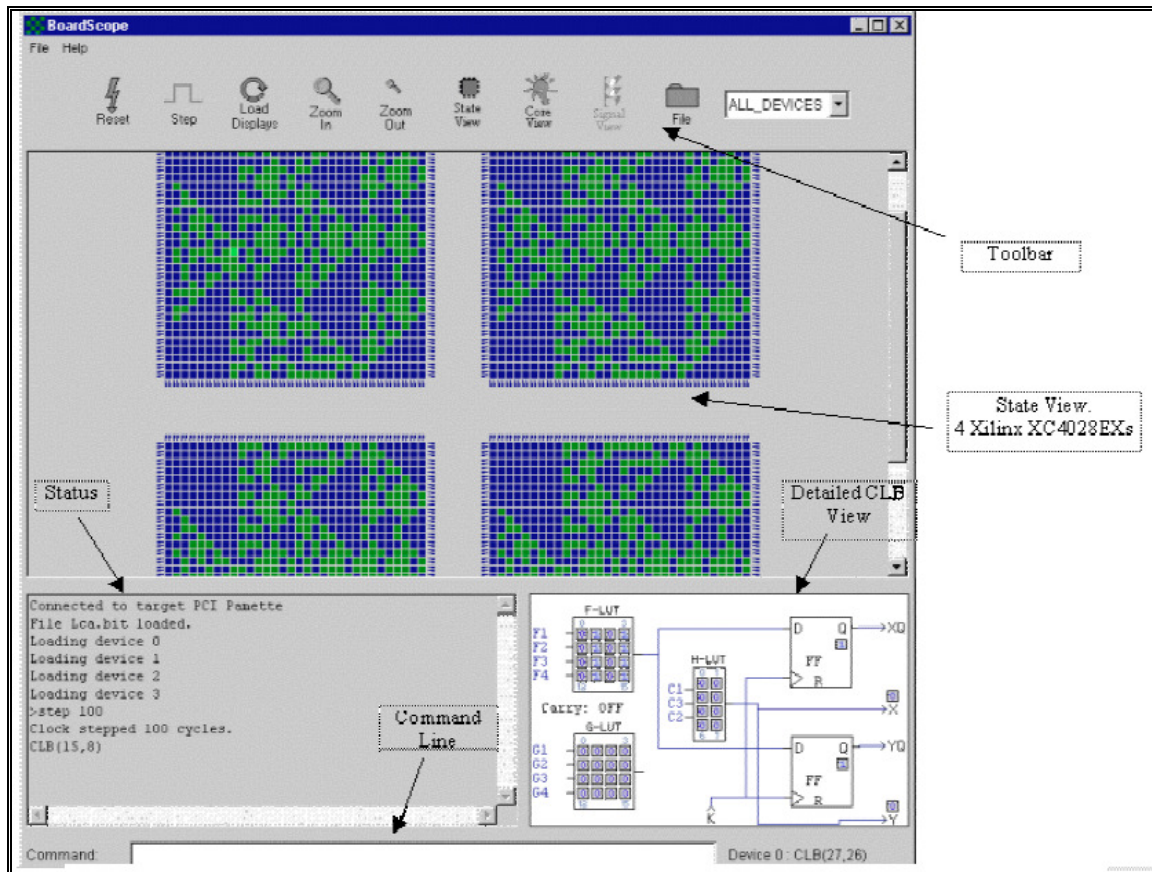 BoardScope
File Help
Reset
Step
Load
Displays
Zoom
In
Zoom
Out
State
View
Core
View
Signal
View
File
ALL_DEVICES
Toolbar
State View.
4 Xilinx XC4028EXs
Status
Detailed CLB
View
Connected to target PCI Pamette
File Lca.bit loaded.
Loading device 0
Loading device 1
Loading device 2
Loading device 3
>step 100
Clock stepped 100 cycles.
CLB(15,8)
Command
Line
F-LUT
F1
F2
F3
F4
H-LUT
C1
C3
C2
Carry: OFF
G-LUT
G1
G2
G3
G4
D Q
FF
R
XQ
X
D Q
FF
R
YQ
Y
K
Command:
Device 0 : CLB(27,26)